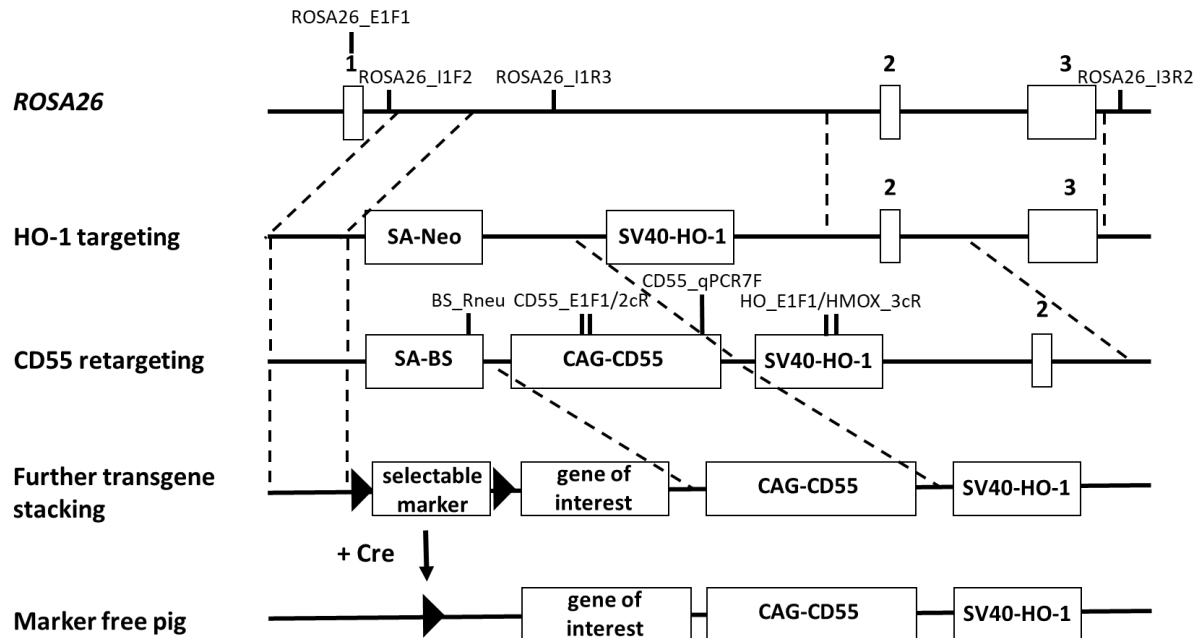 ROSA26_E1F1
1
ROSA26_I1F2
ROSA26_I1R3
2
3
ROSA26_I3R2
ROSA26
2
3
HO-1 targeting
SA-Neo
SV40-HO-1
CD55_qPCR7F
BS_Rneu
CD55_E1F1/2cR
HO_E1F1/HMOX_3cR
2
CD55 retargeting
SA-BS
CAG-CD55
SV40-HO-1
Further transgene
stacking
selectable
marker
gene of
interest
CAG-CD55
SV40-HO-1
+ Cre
Marker free pig
gene of
interest
CAG-CD55
SV40-HO-1